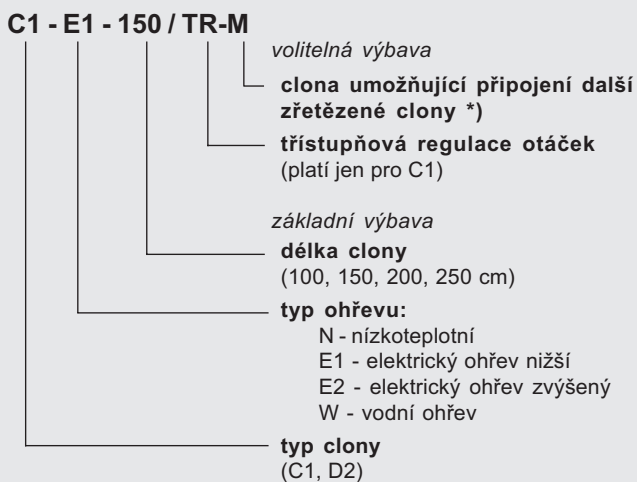 C1 - E1 - 150 / TR-M
volitelná výbava
clona umožňující připojení další
zřetězené clony *)
třístupňová regulace otáček
(platí jen pro C1)
základní výbava
délka clony
(100, 150, 200, 250 cm)
typ ohřevu:
N - nízkoteplotní
E1 - elektrický ohřev nižší
E2 - elektrický ohřev zvýšený
W - vodní ohřev
typ clony
(C1, D2)